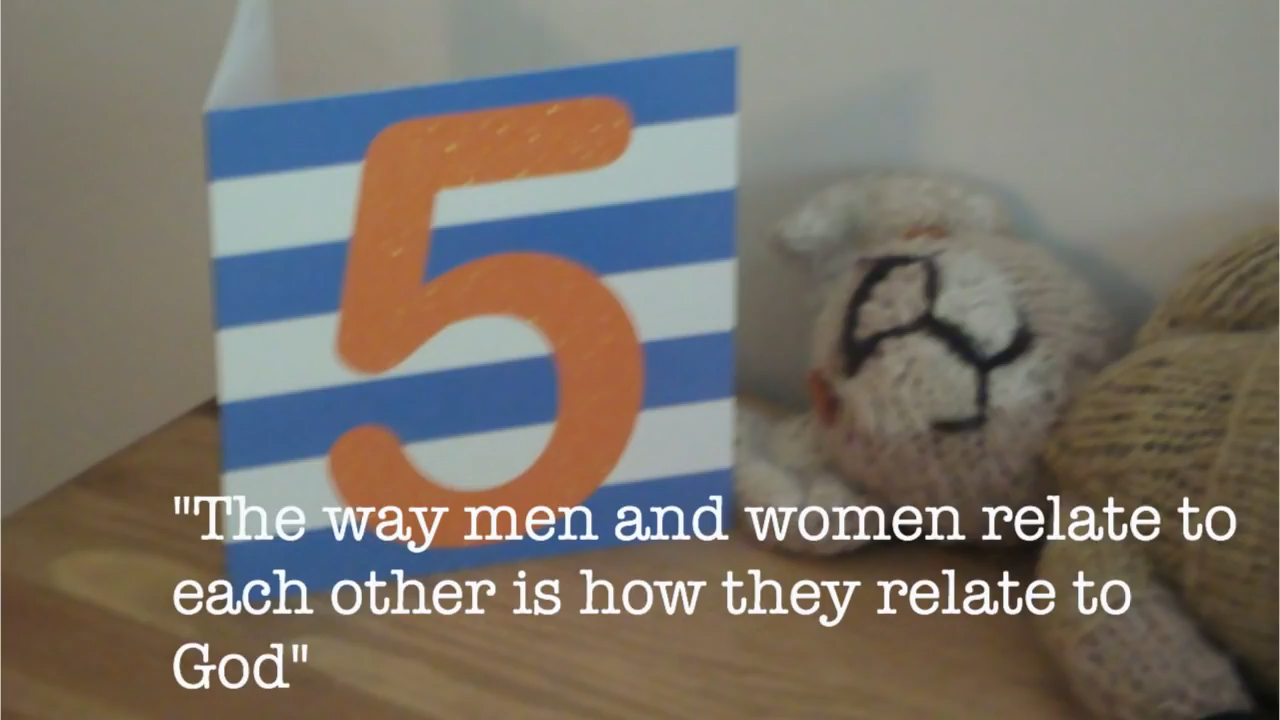 5
"The way men and women relate to
each other is how they relate to
God"